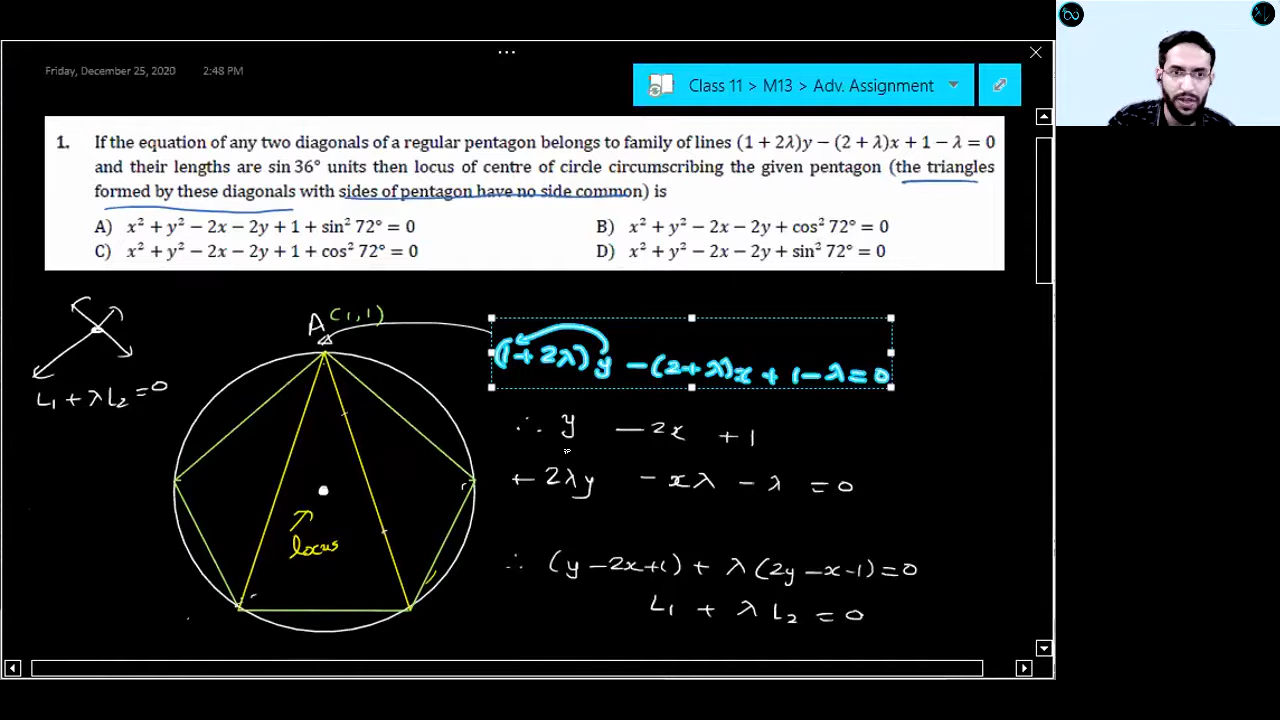 Friday, December 25, 2020 2:48 PM
Class 11 > M13 > Adv. Assignment
1. If the equation of any two diagonals of a regular pentagon belongs to family of lines (1 + 2λ)y − (2 + λ)x + 1 − λ = 0
and their lengths are sin 36° units then locus of centre of circle circumscribing the given pentagon (the triangles
formed by these diagonals with sides of pentagon have no side common) is
A) x² + y² − 2x − 2y + 1 + sin² 72° = 0 B) x² + y² − 2x − 2y + cos² 72° = 0
C) x² + y² − 2x − 2y + 1 + cos² 72° = 0 D) x² + y² − 2x − 2y + sin² 72° = 0
A (1, 1)
(1 + 2λ) y − (2 + λ)x + 1 − λ = 0
L₁ + λ L₂ = 0
∴ y − 2x + 1
+ 2λy − xλ − λ = 0
locus
∴ (y − 2x + 1) + λ (2y − x − 1) = 0
L₁ + λ L₂ = 0